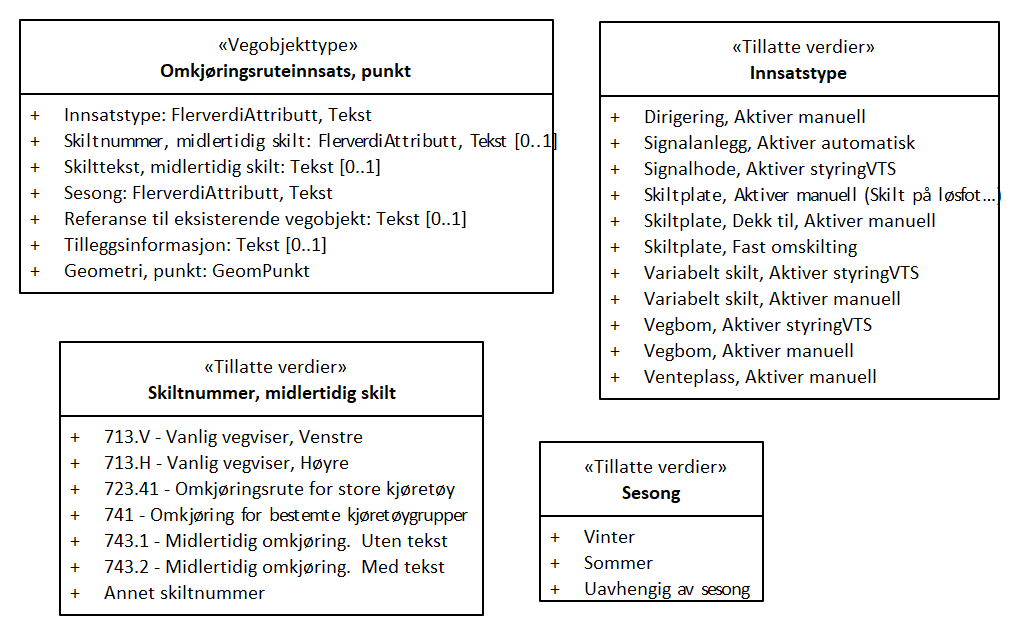 «Vegobjekttype»
Omkjøringsruteinnsats, punkt
+ Innsatstype: FlerverdiAttributt, Tekst
+ Skiltnummer, midlertidig skilt: FlerverdiAttributt, Tekst [0..1]
+ Skilttekst, midlertidig skilt: Tekst [0..1]
+ Sesong: FlerverdiAttributt, Tekst
+ Referanse til eksisterende vegobjekt: Tekst [0..1]
+ Tilleggsinformasjon: Tekst [0..1]
+ Geometri, punkt: GeomPunkt
«Tillatte verdier»
Innsatstype
+ Dirigering, Aktiver manuell
+ Signalanlegg, Aktiver automatisk
+ Signalhode, Aktiver styringVTS
+ Skiltplate, Aktiver manuell (Skilt på løsfot...)
+ Skiltplate, Dekk til, Aktiver manuell
+ Skiltplate, Fast omskilting
+ Variabelt skilt, Aktiver styringVTS
+ Variabelt skilt, Aktiver manuell
+ Vegbom, Aktiver styringVTS
+ Vegbom, Aktiver manuell
+ Venteplass, Aktiver manuell
«Tillatte verdier»
Skiltnummer, midlertidig skilt
+ 713.V - Vanlig vegviser, Venstre
+ 713.H - Vanlig vegviser, Høyre
+ 723.41 - Omkjøringsrute for store kjøretøy
+ 741 - Omkjøring for bestemte kjøretøygrupper
+ 743.1 - Midlertidig omkjøring.  Uten tekst
+ 743.2 - Midlertidig omkjøring.  Med tekst
+ Annet skiltnummer
«Tillatte verdier»
Sesong
+ Vinter
+ Sommer
+ Uavhengig av sesong